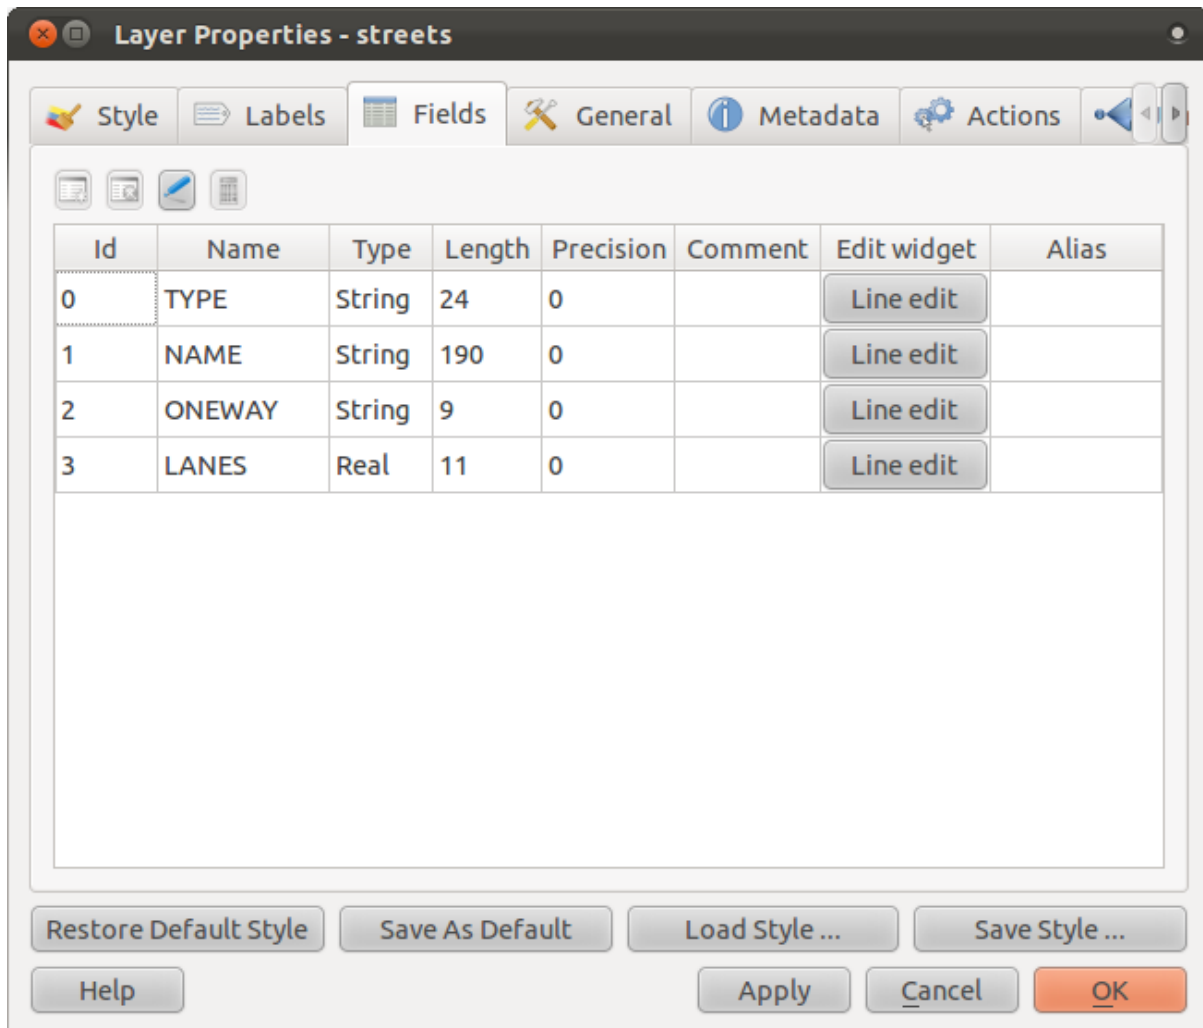 Layer Properties - streets
Style Labels Fields General Metadata Actions
Id Name Type Length Precision Comment Edit widget Alias
0 TYPE String 24 0 Line edit
1 NAME String 190 0 Line edit
2 ONEWAY String 9 0 Line edit
3 LANES Real 11 0 Line edit
Restore Default Style Save As Default Load Style ... Save Style ...
Help Apply Cancel OK